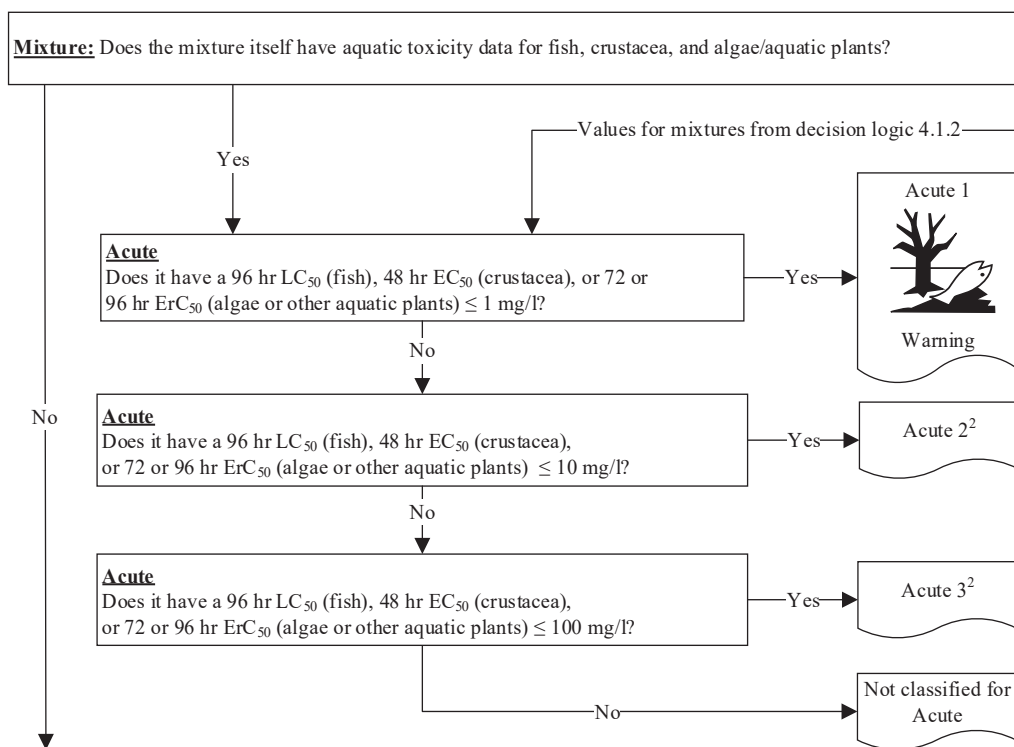 Mixture: Does the mixture itself have aquatic toxicity data for fish, crustacea, and algae/aquatic plants?
Values for mixtures from decision logic 4.1.2
Yes
Acute 1
Acute
Does it have a 96 hr LC50 (fish), 48 hr EC50 (crustacea), or 72 or
96 hr ErC50 (algae or other aquatic plants) ≤ 1 mg/l?
Yes
Warning
No
No
Acute
Does it have a 96 hr LC50 (fish), 48 hr EC50 (crustacea),
or 72 or 96 hr ErC50 (algae or other aquatic plants) ≤ 10 mg/l?
Yes
Acute 2²
No
Acute
Does it have a 96 hr LC50 (fish), 48 hr EC50 (crustacea),
or 72 or 96 hr ErC50 (algae or other aquatic plants) ≤ 100 mg/l?
Yes
Acute 3²
No
Not classified for
Acute